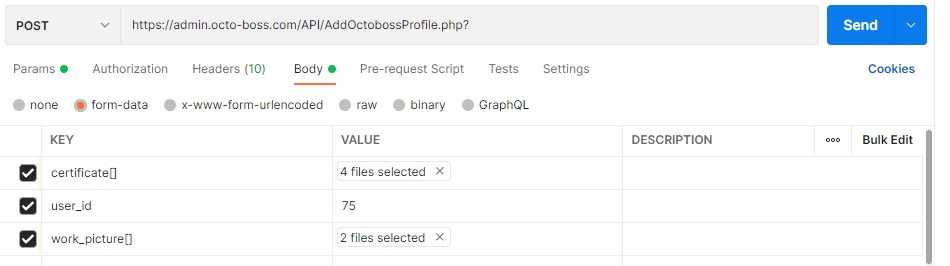 POST https://admin.octo-boss.com/API/AddOctobossProfile.php? Send
Params Authorization Headers (10) Body Pre-request Script Tests Settings Cookies
none form-data x-www-form-urlencoded raw binary GraphQL
KEY VALUE DESCRIPTION ooo Bulk Edit
certificate[] 4 files selected ×
user_id 75
work_picture[] 2 files selected ×